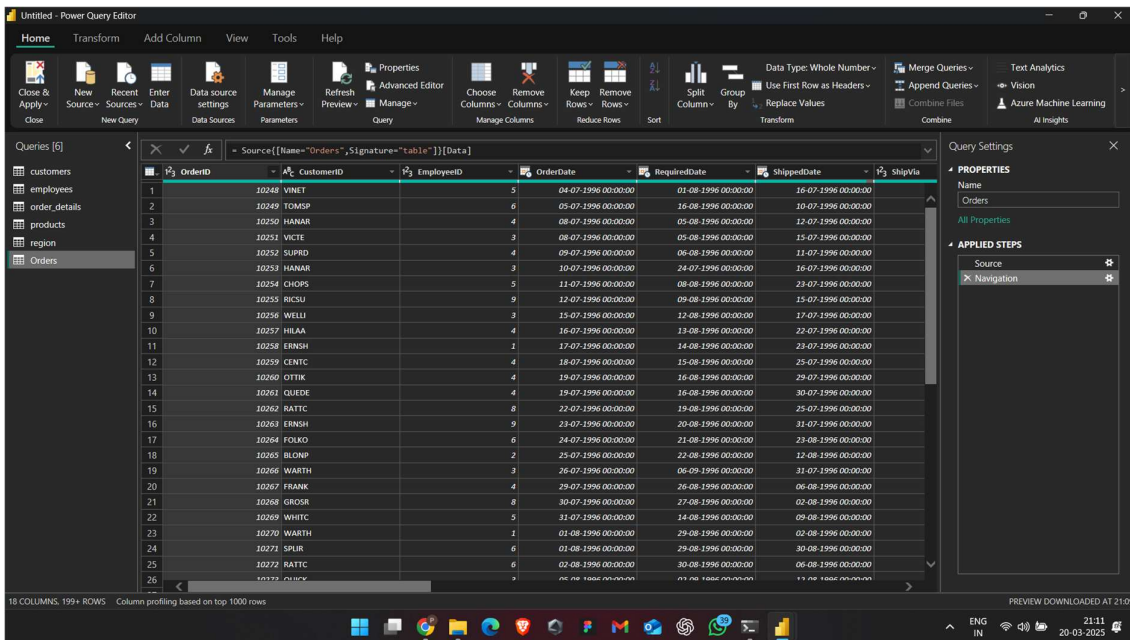 Untitled - Power Query Editor
Home Transform Add Column View Tools Help
Close & Apply New Source Recent Sources Enter Data Data source settings Manage Parameters Refresh Preview Properties Advanced Editor Manage Choose Columns Remove Columns Keep Rows Remove Rows Split Column Group By Data Type: Whole Number Use First Row as Headers Replace Values Merge Queries Append Queries Combine Files Text Analytics Vision Azure Machine Learning
Close New Query Data Sources Parameters Query Manage Columns Reduce Rows Sort Transform Combine AI Insights
Queries [6]
customers
employees
order_details
products
region
Orders
= Source{[Name="Orders",Signature="table"]}[Data]
OrderID CustomerID EmployeeID OrderDate RequiredDate ShippedDate ShipVia
1 10248 VINET 5 04-07-1996 00:00:00 01-08-1996 00:00:00 16-07-1996 00:00:00
2 10249 TOMSP 6 05-07-1996 00:00:00 16-08-1996 00:00:00 10-07-1996 00:00:00
3 10250 HANAR 4 08-07-1996 00:00:00 05-08-1996 00:00:00 12-07-1996 00:00:00
4 10251 VICTE 3 08-07-1996 00:00:00 05-08-1996 00:00:00 15-07-1996 00:00:00
5 10252 SUPRD 4 09-07-1996 00:00:00 06-08-1996 00:00:00 11-07-1996 00:00:00
6 10253 HANAR 3 10-07-1996 00:00:00 24-07-1996 00:00:00 16-07-1996 00:00:00
7 10254 CHOPS 5 11-07-1996 00:00:00 08-08-1996 00:00:00 23-07-1996 00:00:00
8 10255 RICSU 9 12-07-1996 00:00:00 09-08-1996 00:00:00 15-07-1996 00:00:00
9 10256 WELLI 3 15-07-1996 00:00:00 12-08-1996 00:00:00 17-07-1996 00:00:00
10 10257 HILAA 4 16-07-1996 00:00:00 13-08-1996 00:00:00 22-07-1996 00:00:00
11 10258 ERNSH 1 17-07-1996 00:00:00 14-08-1996 00:00:00 23-07-1996 00:00:00
12 10259 CENTC 4 18-07-1996 00:00:00 15-08-1996 00:00:00 25-07-1996 00:00:00
13 10260 OTTIK 4 19-07-1996 00:00:00 16-08-1996 00:00:00 29-07-1996 00:00:00
14 10261 QUEDE 4 19-07-1996 00:00:00 16-08-1996 00:00:00 30-07-1996 00:00:00
15 10262 RATTC 8 22-07-1996 00:00:00 19-08-1996 00:00:00 25-07-1996 00:00:00
16 10263 ERNSH 9 23-07-1996 00:00:00 20-08-1996 00:00:00 31-07-1996 00:00:00
17 10264 FOLKO 6 24-07-1996 00:00:00 21-08-1996 00:00:00 23-08-1996 00:00:00
18 10265 BLONP 2 25-07-1996 00:00:00 22-08-1996 00:00:00 12-08-1996 00:00:00
19 10266 WARTH 3 26-07-1996 00:00:00 06-09-1996 00:00:00 31-07-1996 00:00:00
20 10267 FRANK 4 29-07-1996 00:00:00 26-08-1996 00:00:00 06-08-1996 00:00:00
21 10268 GROSR 8 30-07-1996 00:00:00 27-08-1996 00:00:00 02-08-1996 00:00:00
22 10269 WHITC 5 31-07-1996 00:00:00 14-08-1996 00:00:00 09-08-1996 00:00:00
23 10270 WARTH 1 01-08-1996 00:00:00 29-08-1996 00:00:00 02-08-1996 00:00:00
24 10271 SPLIR 6 01-08-1996 00:00:00 29-08-1996 00:00:00 30-08-1996 00:00:00
25 10272 RATTC 6 02-08-1996 00:00:00 30-08-1996 00:00:00 06-08-1996 00:00:00
26
Query Settings
PROPERTIES
Name
Orders
All Properties
APPLIED STEPS
Source
Navigation
18 COLUMNS, 199+ ROWS Column profiling based on top 1000 rows
PREVIEW DOWNLOADED AT 21:09
39
ENG
IN
21:11
20-03-2025